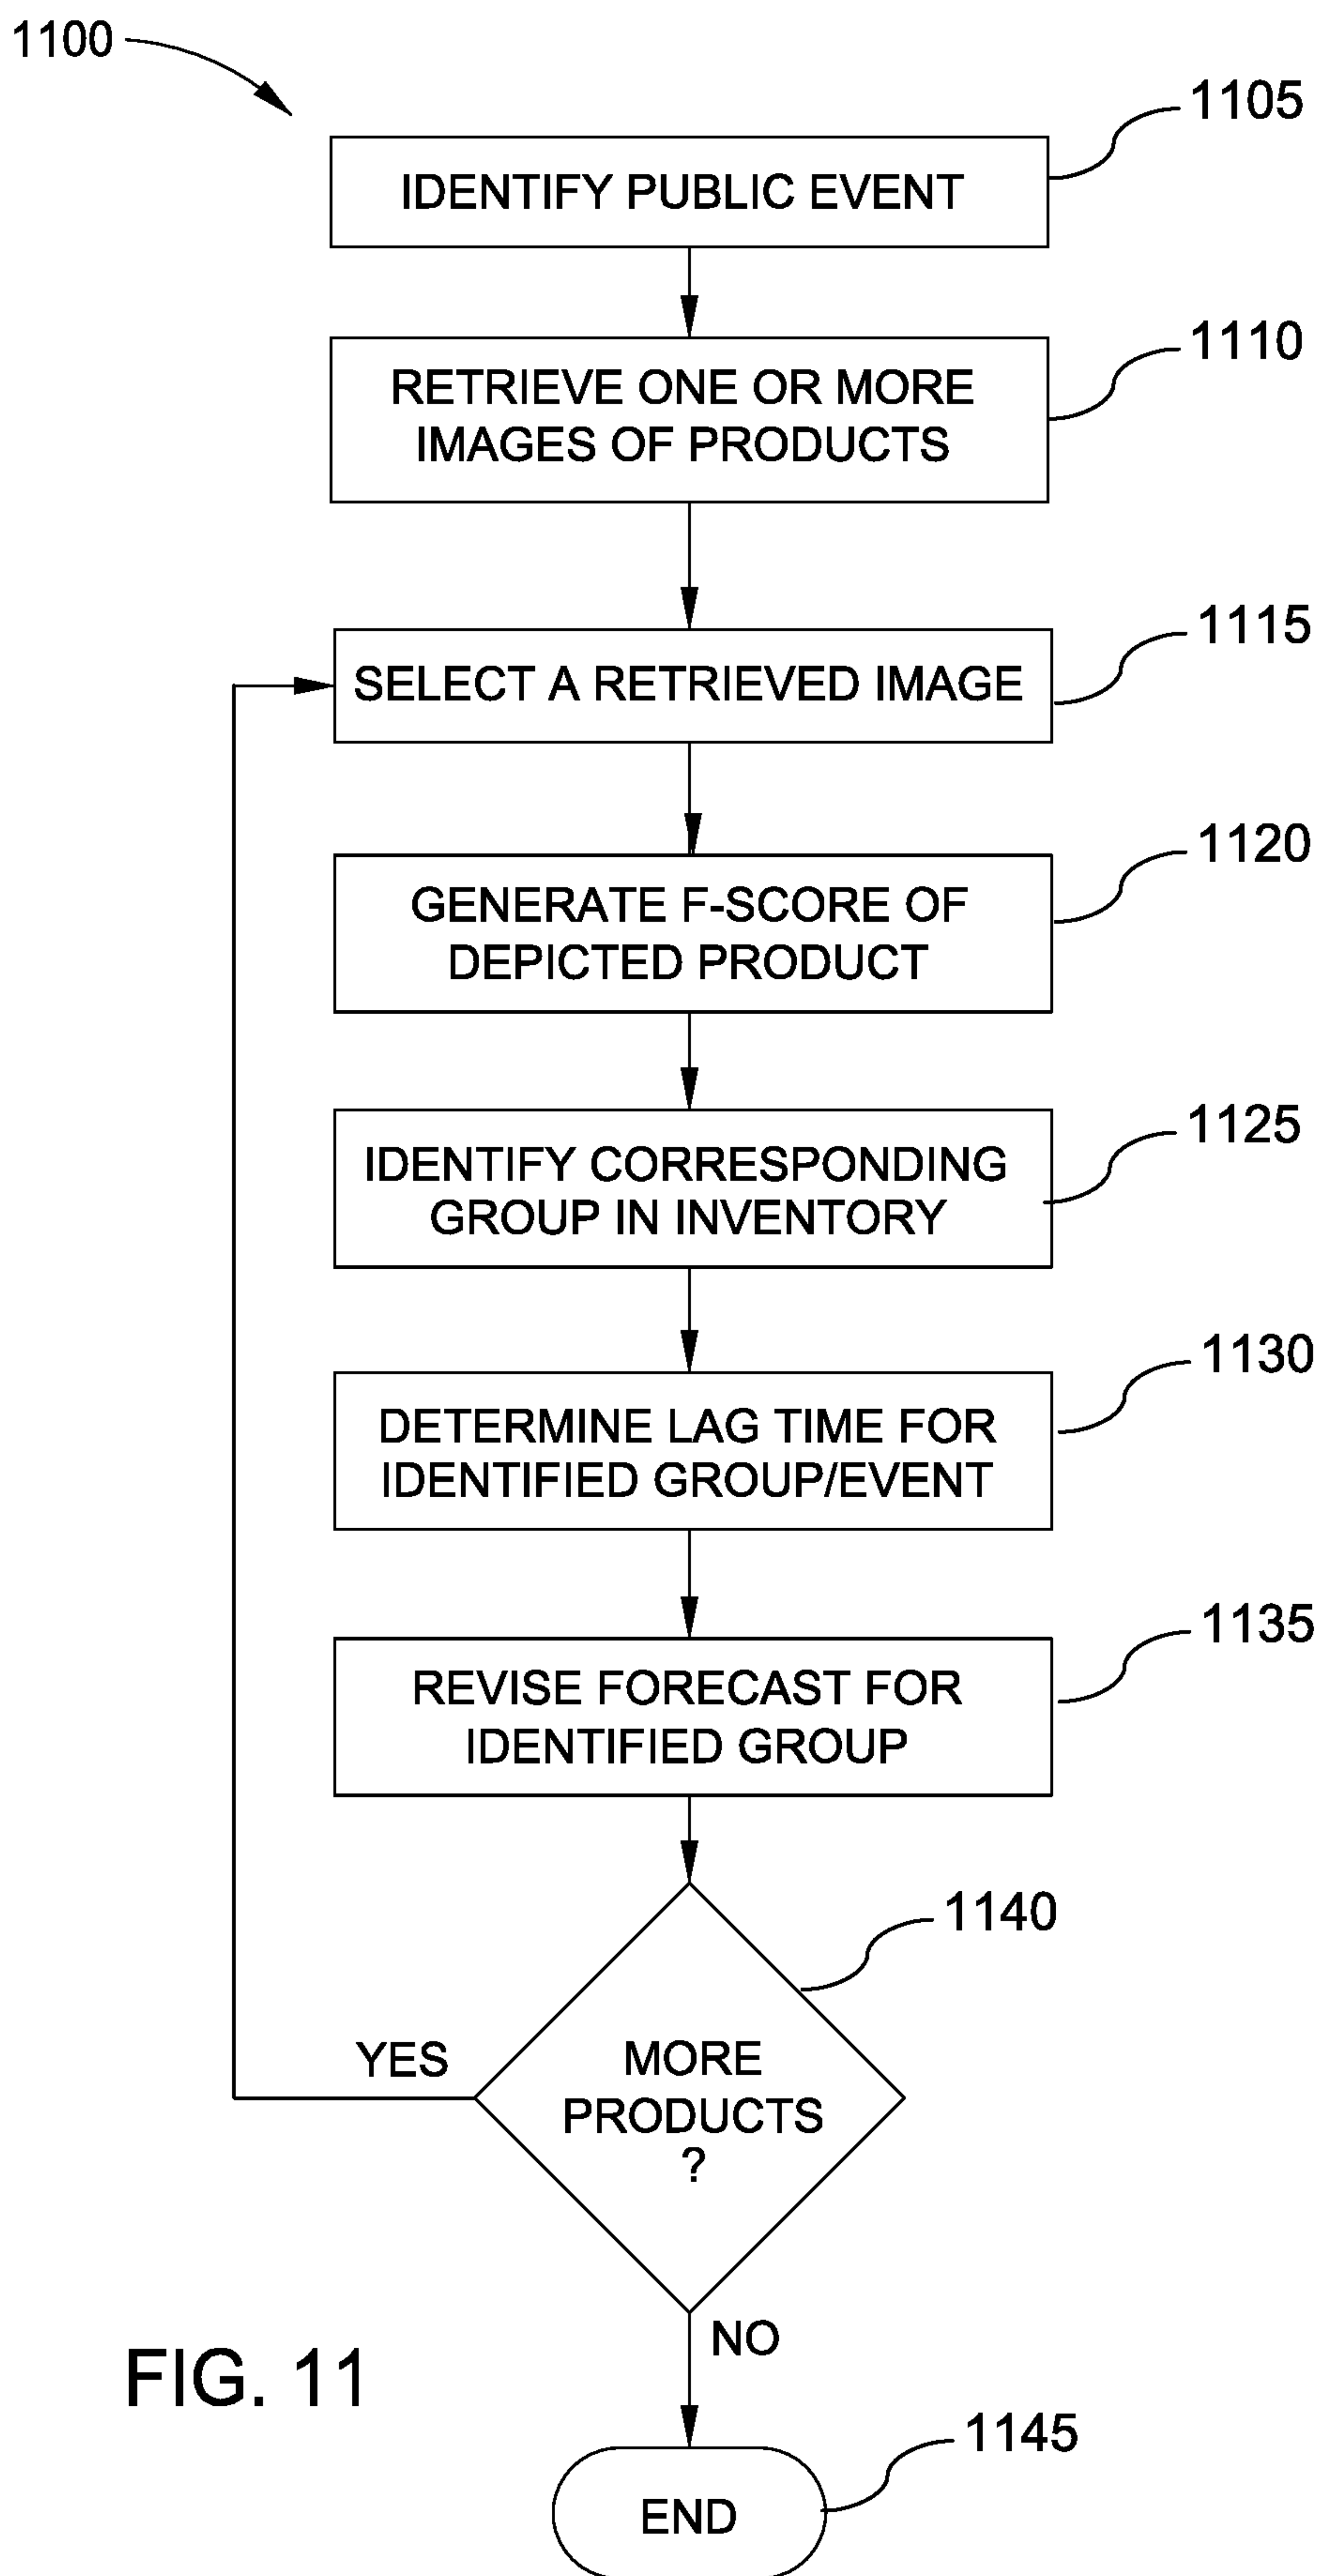 1100
1105
IDENTIFY PUBLIC EVENT
1110
RETRIEVE ONE OR MORE
IMAGES OF PRODUCTS
1115
SELECT A RETRIEVED IMAGE
1120
GENERATE F-SCORE OF
DEPICTED PRODUCT
1125
IDENTIFY CORRESPONDING
GROUP IN INVENTORY
1130
DETERMINE LAG TIME FOR
IDENTIFIED GROUP/EVENT
1135
REVISE FORECAST FOR
IDENTIFIED GROUP
1140
YES
MORE
PRODUCTS
?
NO
FIG. 11
1145
END